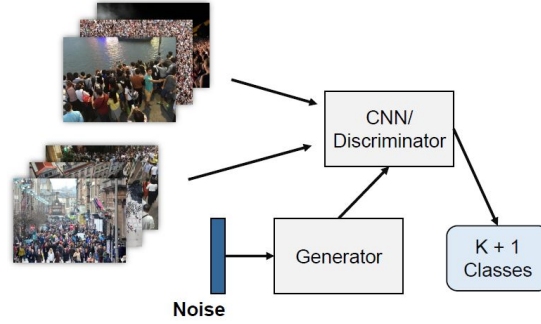 CNN/
Discriminator
Generator
K + 1
Classes
Noise